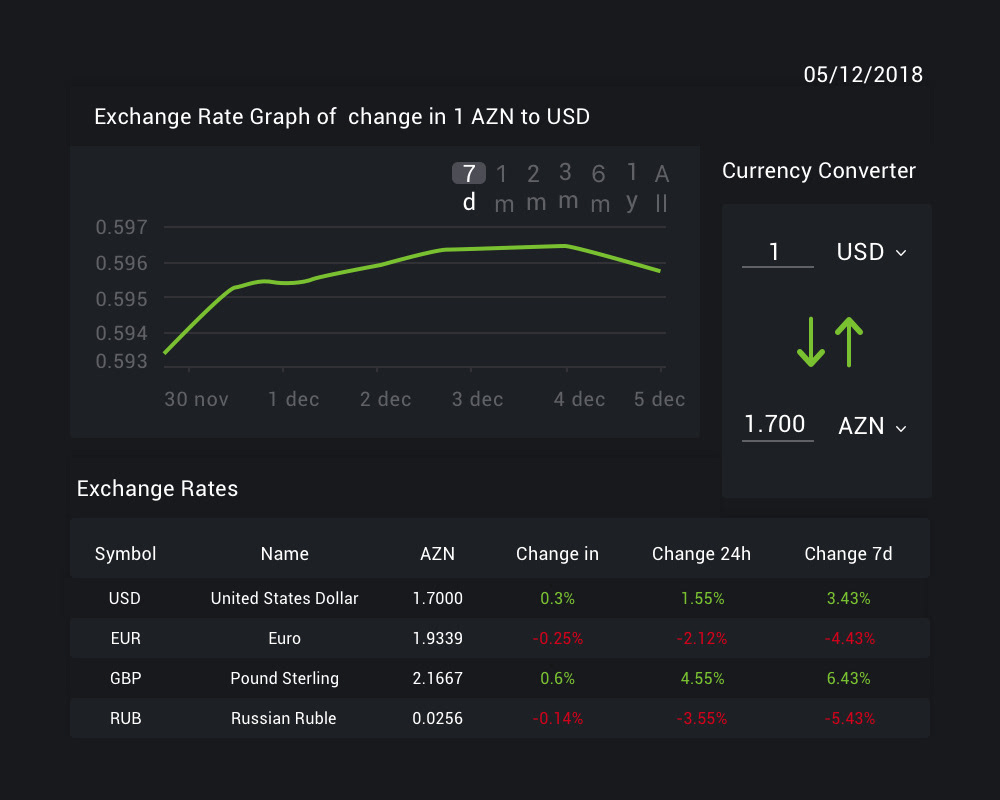 05/12/2018
Exchange Rate Graph of  change in 1 AZN to USD
7d 1m 2m 3m 6m 1y All
Currency Converter
0.597
0.596
0.595
0.594
0.593
30 nov 1 dec 2 dec 3 dec 4 dec 5 dec
1 USD
1.700 AZN
Exchange Rates
Symbol Name AZN Change in Change 24h Change 7d
USD United States Dollar 1.7000 0.3% 1.55% 3.43%
EUR Euro 1.9339 -0.25% -2.12% -4.43%
GBP Pound Sterling 2.1667 0.6% 4.55% 6.43%
RUB Russian Ruble 0.0256 -0.14% -3.55% -5.43%